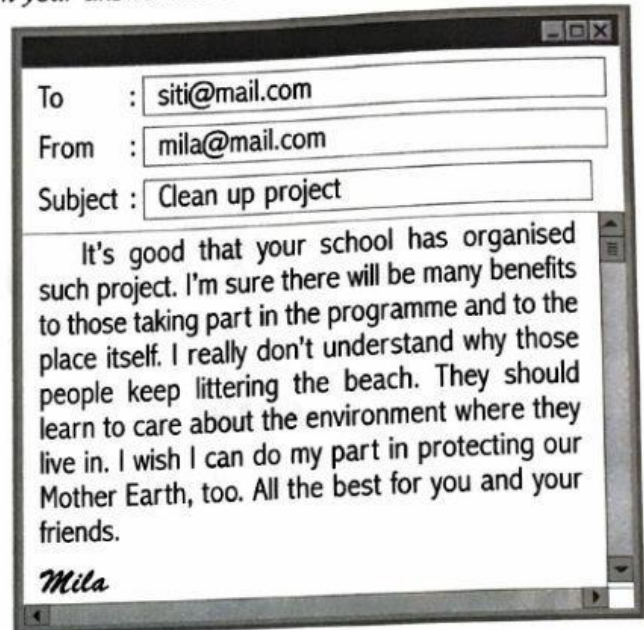 To : siti@mail.com
From : mila@mail.com
Subject : Clean up project
It's good that your school has organised
such project. I'm sure there will be many benefits
to those taking part in the programme and to the
place itself. I really don't understand why those
people keep littering the beach. They should
learn to care about the environment where they
live in. I wish I can do my part in protecting our
Mother Earth, too. All the best for you and your
friends.
Mila